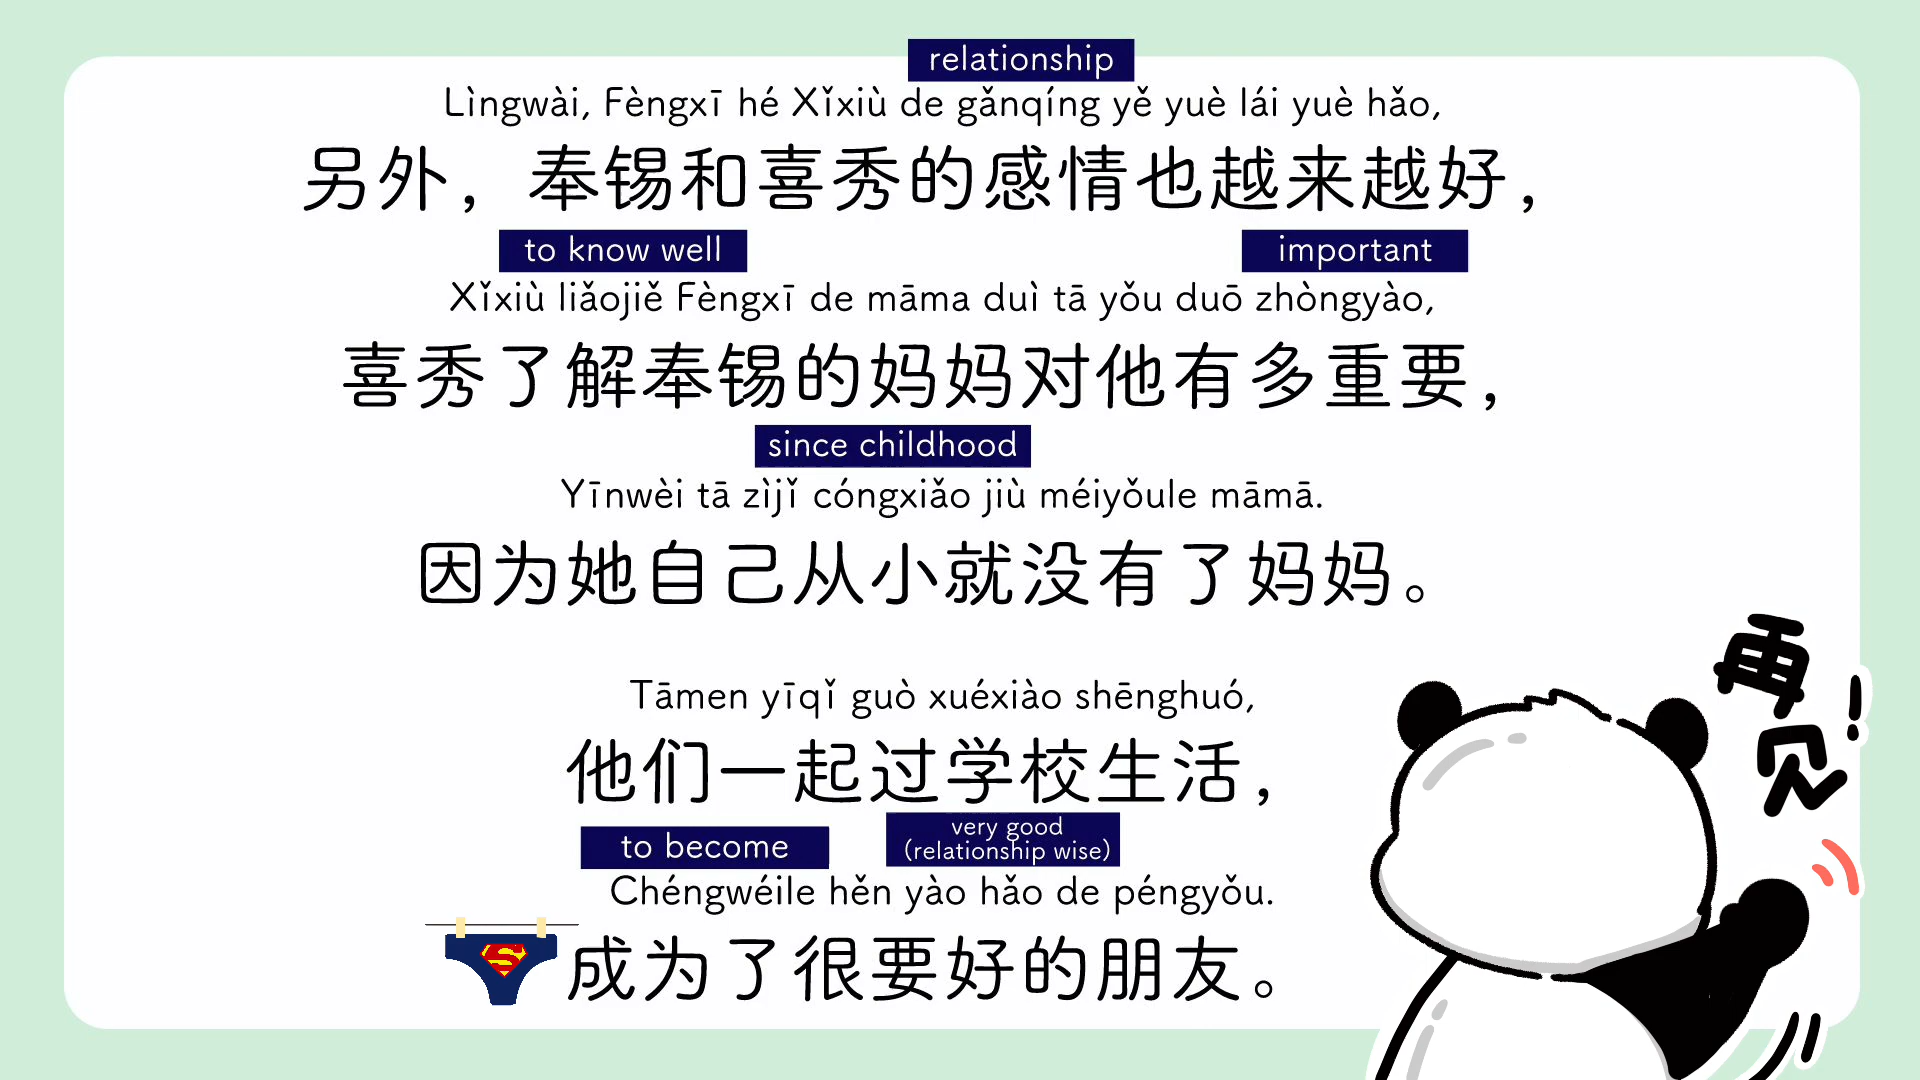 relationship
Lìngwài, Fèngxī hé Xǐxiù de gǎnqíng yě yuè lái yuè hǎo,
另外，奉锡和喜秀的感情也越来越好，
to know well important
Xǐxiù liǎojiě Fèngxī de māma duì tā yǒu duō zhòngyào,
喜秀了解奉锡的妈妈对他有多重要，
since childhood
Yīnwèi tā zìjǐ cóngxiǎo jiù méiyǒule māmā.
因为她自己从小就没有了妈妈。
Tāmen yīqǐ guò xuéxiào shēnghuó,
他们一起过学校生活，
to become very good
(relationship wise)
Chéngwéile hěn yào hǎo de péngyǒu.
成为了很要好的朋友。
S
再
见!